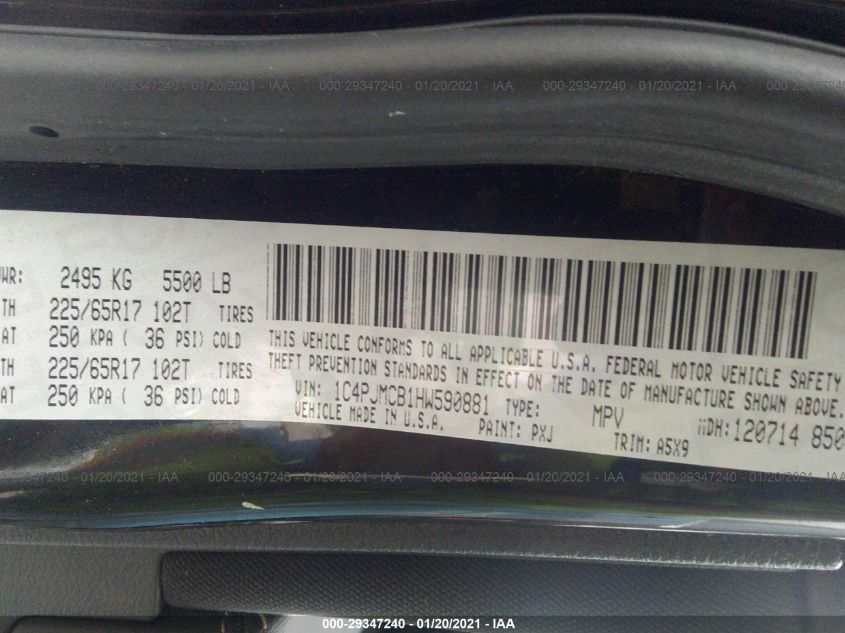 000-29347240 - 01/20/2021 - IAA 000-29347240 - 01/20/2021 - IAA 000-29347240 - 01/20/2021 - IAA
WR: 2495 KG 5500 LB
TH 225/65R17 102T TIRES
AT 250 KPA ( 36 PSI) COLD
TH 225/65R17 102T TIRES
AT 250 KPA ( 36 PSI) COLD
THIS VEHICLE CONFORMS TO ALL APPLICABLE U.S.A. FEDERAL MOTOR VEHICLE SAFETY
THEFT PREVENTION STANDARDS IN EFFECT ON THE DATE OF MANUFACTURE SHOWN ABOVE.
VIN: 1C4PJMCB1HW590881 TYPE: MPV MDH:120714 850
VEHICLE MADE IN U.S.A. PAINT: PXJ TRIM: A5X9
000-29347240 - 01/20/2021 - IAA 000-29347240 - 01/20/2021 - IAA 000-29347240 - 01/20/2021 - IAA
000-29347240 - 01/20/2021 - IAA